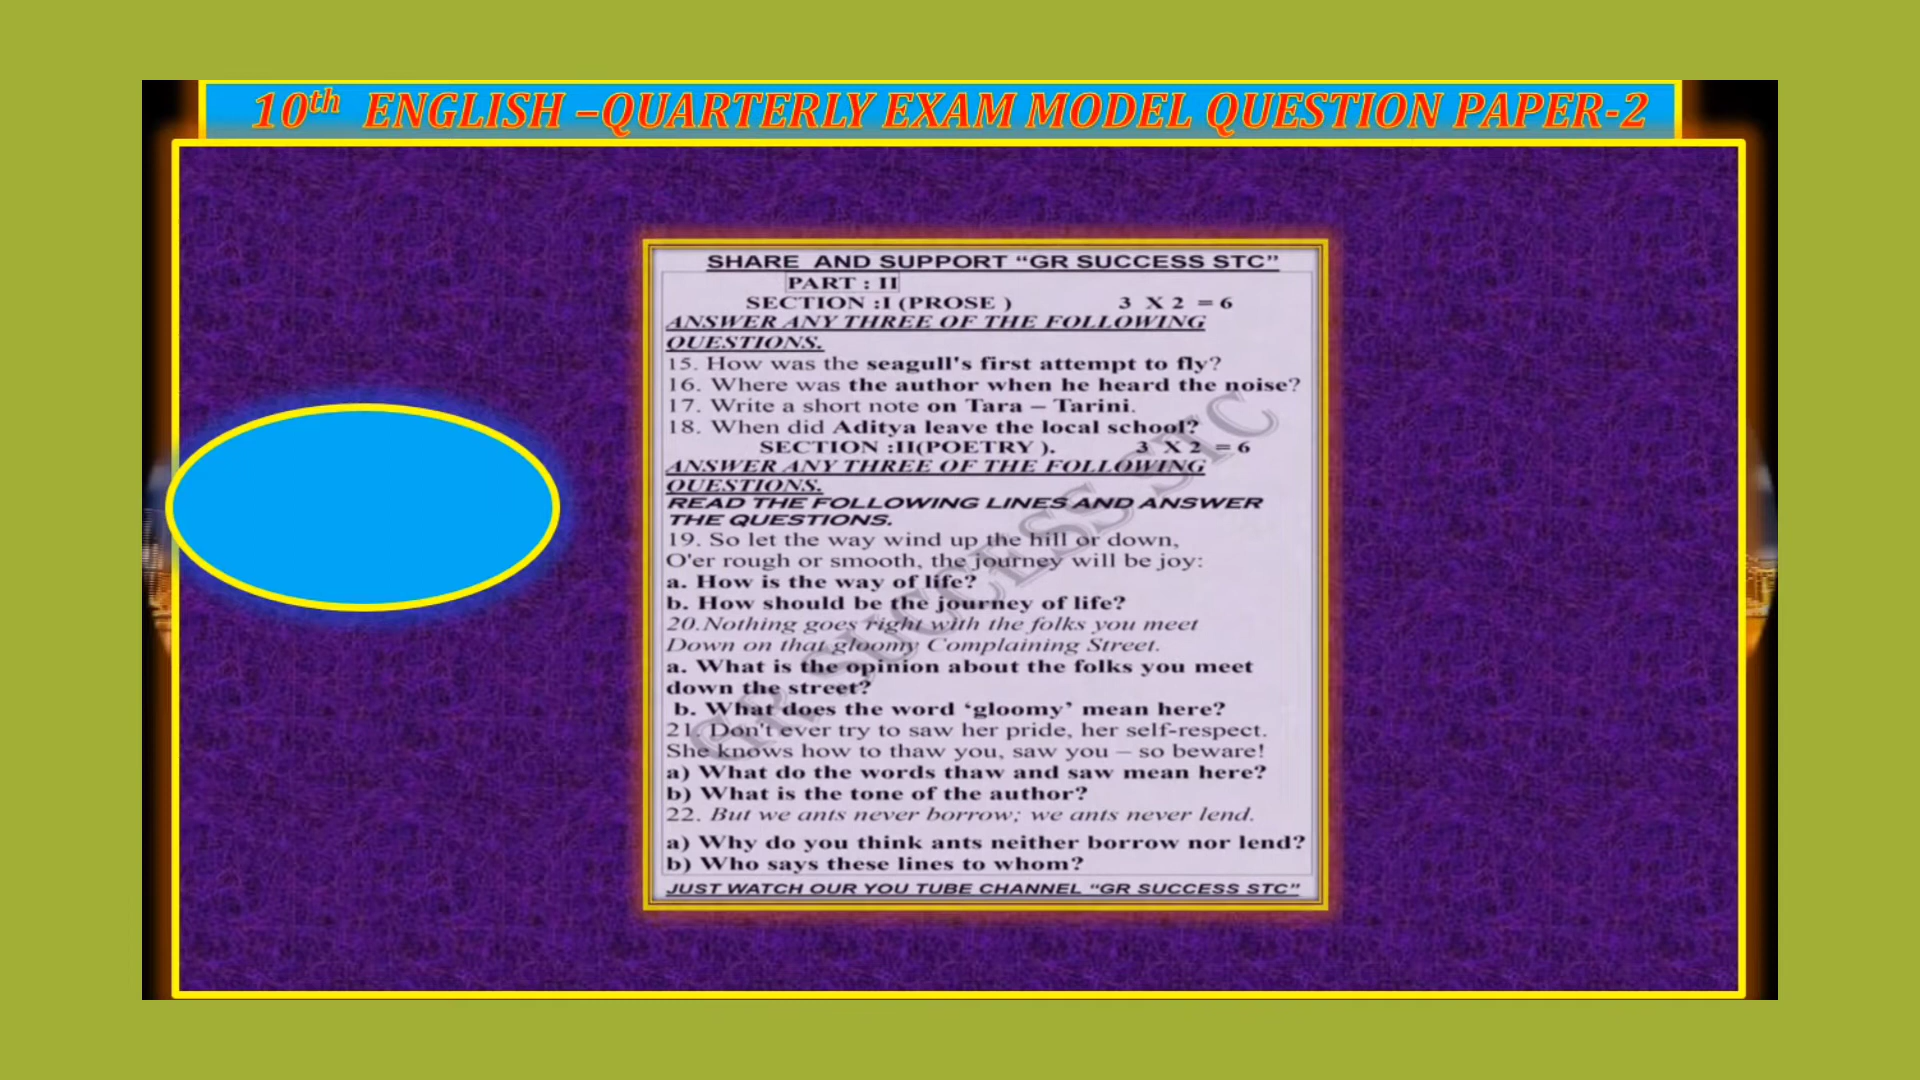 10th ENGLISH –QUARTERLY EXAM MODEL QUESTION PAPER-2
SHARE AND SUPPORT “GR SUCCESS STC”
PART : II
SECTION :I (PROSE ) 3 X 2 = 6
ANSWER ANY THREE OF THE FOLLOWING
QUESTIONS.
15. How was the seagull's first attempt to fly?
16. Where was the author when he heard the noise?
17. Write a short note on Tara – Tarini.
18. When did Aditya leave the local school?
SECTION :II(POETRY ). 3 X 2 = 6
ANSWER ANY THREE OF THE FOLLOWING
QUESTIONS.
READ THE FOLLOWING LINES AND ANSWER
THE QUESTIONS.
19. So let the way wind up the hill or down,
O'er rough or smooth, the journey will be joy:
a. How is the way of life?
b. How should be the journey of life?
20.Nothing goes right with the folks you meet
Down on that gloomy Complaining Street.
a. What is the opinion about the folks you meet
down the street?
b. What does the word ‘gloomy’ mean here?
21. Don't ever try to saw her pride, her self-respect.
She knows how to thaw you, saw you – so beware!
a) What do the words thaw and saw mean here?
b) What is the tone of the author?
22. But we ants never borrow; we ants never lend.
a) Why do you think ants neither borrow nor lend?
b) Who says these lines to whom?
JUST WATCH OUR YOU TUBE CHANNEL “GR SUCCESS STC”
GR SUCCESS STC